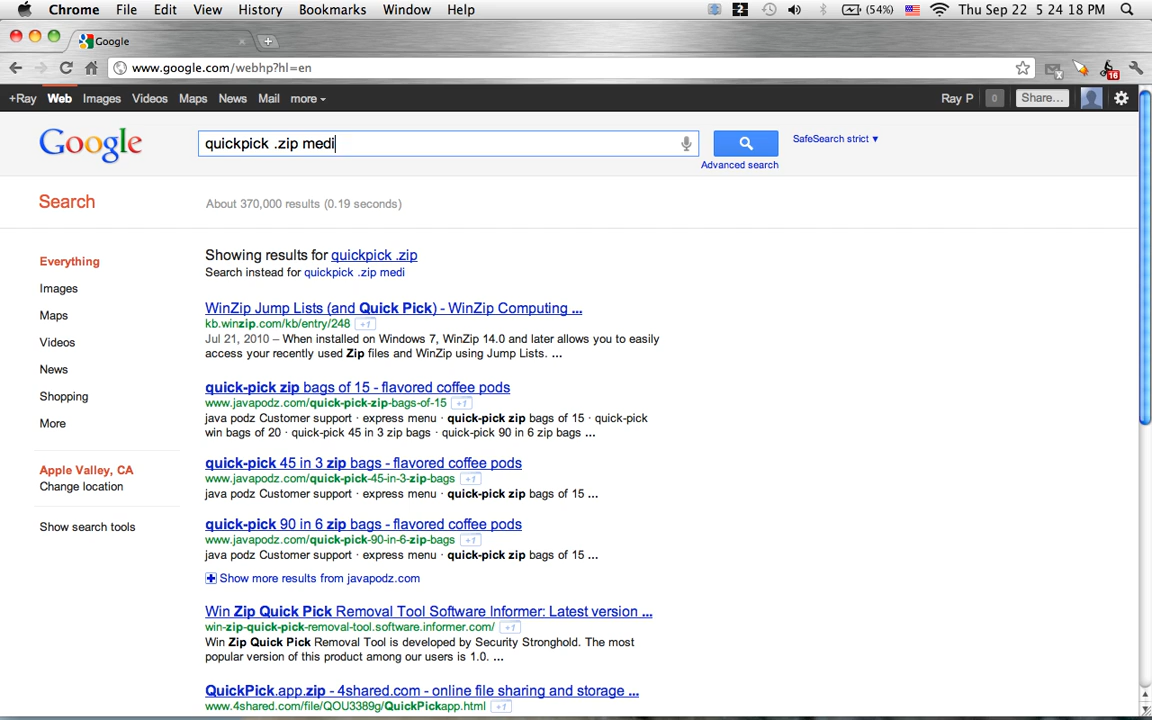 Chrome File Edit View History Bookmarks Window Help (54%) Thu Sep 22 5 24 18 PM
Google
www.google.com/webhp?hl=en 16
+Ray Web Images Videos Maps News Mail more Ray P 0 Share...
Google quickpick .zip medi SafeSearch strict ▼
Advanced search
Search About 370,000 results (0.19 seconds)
Everything
Images
Maps
Videos
News
Shopping
More
Apple Valley, CA
Change location
Show search tools
Showing results for quickpick .zip
Search instead for quickpick .zip medi
WinZip Jump Lists (and Quick Pick) - WinZip Computing ...
kb.winzip.com/kb/entry/248 +1
Jul 21, 2010 – When installed on Windows 7, WinZip 14.0 and later allows you to easily
access your recently used Zip files and WinZip using Jump Lists. ...
quick-pick zip bags of 15 - flavored coffee pods
www.javapodz.com/quick-pick-zip-bags-of-15 +1
java podz Customer support · express menu · quick-pick zip bags of 15 · quick-pick
win bags of 20 · quick-pick 45 in 3 zip bags · quick-pick 90 in 6 zip bags ...
quick-pick 45 in 3 zip bags - flavored coffee pods
www.javapodz.com/quick-pick-45-in-3-zip-bags +1
java podz Customer support · express menu · quick-pick zip bags of 15 ...
quick-pick 90 in 6 zip bags - flavored coffee pods
www.javapodz.com/quick-pick-90-in-6-zip-bags +1
java podz Customer support · express menu · quick-pick zip bags of 15 ...
Show more results from javapodz.com
Win Zip Quick Pick Removal Tool Software Informer: Latest version ...
win-zip-quick-pick-removal-tool.software.informer.com/ +1
Win Zip Quick Pick Removal Tool is developed by Security Stronghold. The most
popular version of this product among our users is 1.0. ...
QuickPick.app.zip - 4shared.com - online file sharing and storage ...
www.4shared.com/file/QOU3389g/QuickPickapp.html +1